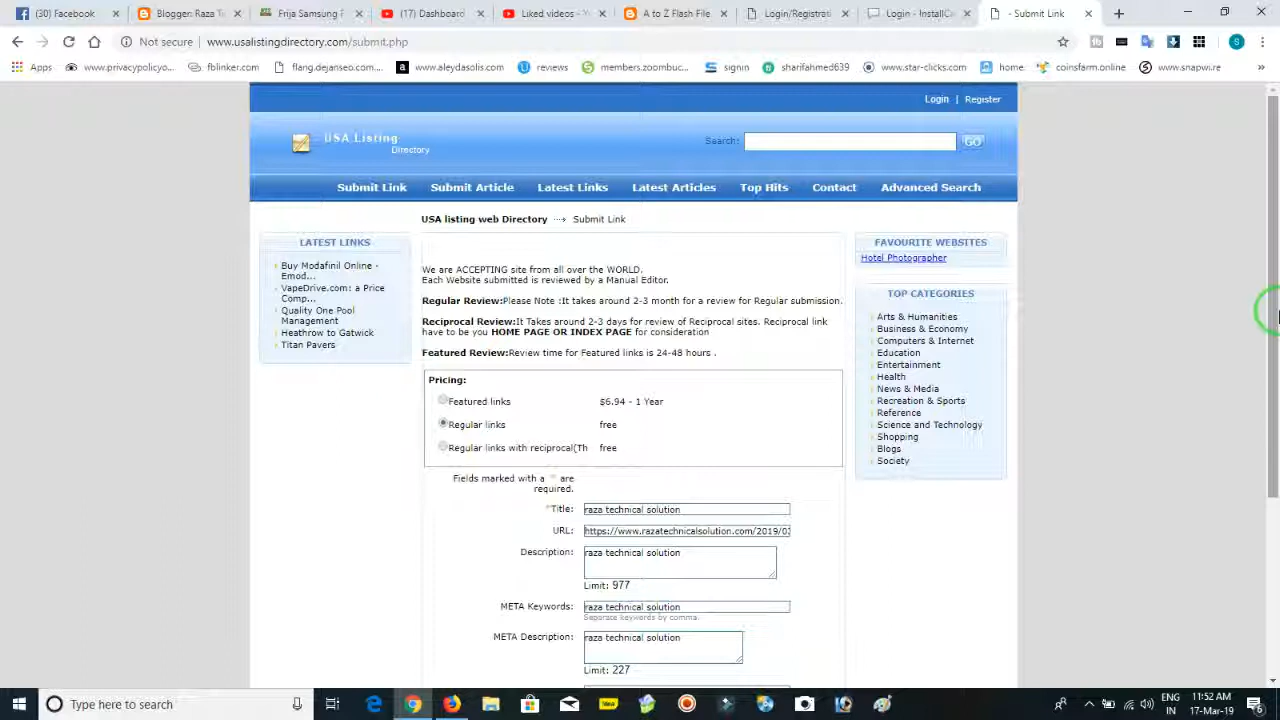 (30) Facebook
Blogger: Raza Te
Frija Samsung F
(17) Dashboard
Liked videos - Y
A to Z Flash File
Login/Registe
Login - InstallCa
- Submit Link
Not secure | www.usalistingdirectory.com/submit.php
Apps
www.privacypolicyo...
fblinker.com
flang.dejanseo.com...
www.aleydasolis.com
reviews
members.zoombuc...
signin
sharifahmed939
www.star-clicks.com
home
coinsfarm.online
www.snapwi.re
»
Login | Register
USA Listing
Directory
Search:
GO
Submit Link
Submit Article
Latest Links
Latest Articles
Top Hits
Contact
Advanced Search
USA listing web Directory ···> Submit Link
LATEST LINKS
Buy Modafinil Online -
Emod...
VapeDrive.com: a Price
Comp...
Quality One Pool
Management
Heathrow to Gatwick
Titan Pavers
We are ACCEPTING site from all over the WORLD.
Each Website submitted is reviewed by a Manual Editor.
Regular Review:Please Note :It takes around 2-3 month for a review for Regular submission.
Reciprocal Review:It Takes around 2-3 days for review of Reciprocal sites. Reciprocal link
have to be you HOME PAGE OR INDEX PAGE for consideration
Featured Review:Review time for Featured links is 24-48 hours .
Pricing:
Featured links $6.94 - 1 Year
Regular links free
Regular links with reciprocal(Th free
Fields marked with a * are
required.
*Title: raza technical solution
URL: https://www.razatechnicalsolution.com/2019/03
Description: raza technical solution
Limit: 977
META Keywords: raza technical solution
Separate keywords by comma.
META Description: raza technical solution
Limit: 227
FAVOURITE WEBSITES
Hotel Photographer
TOP CATEGORIES
Arts & Humanities
Business & Economy
Computers & Internet
Education
Entertainment
Health
News & Media
Recreation & Sports
Reference
Science and Technology
Shopping
Blogs
Society
Type here to search
ENG
IN
11:52 AM
17-Mar-19